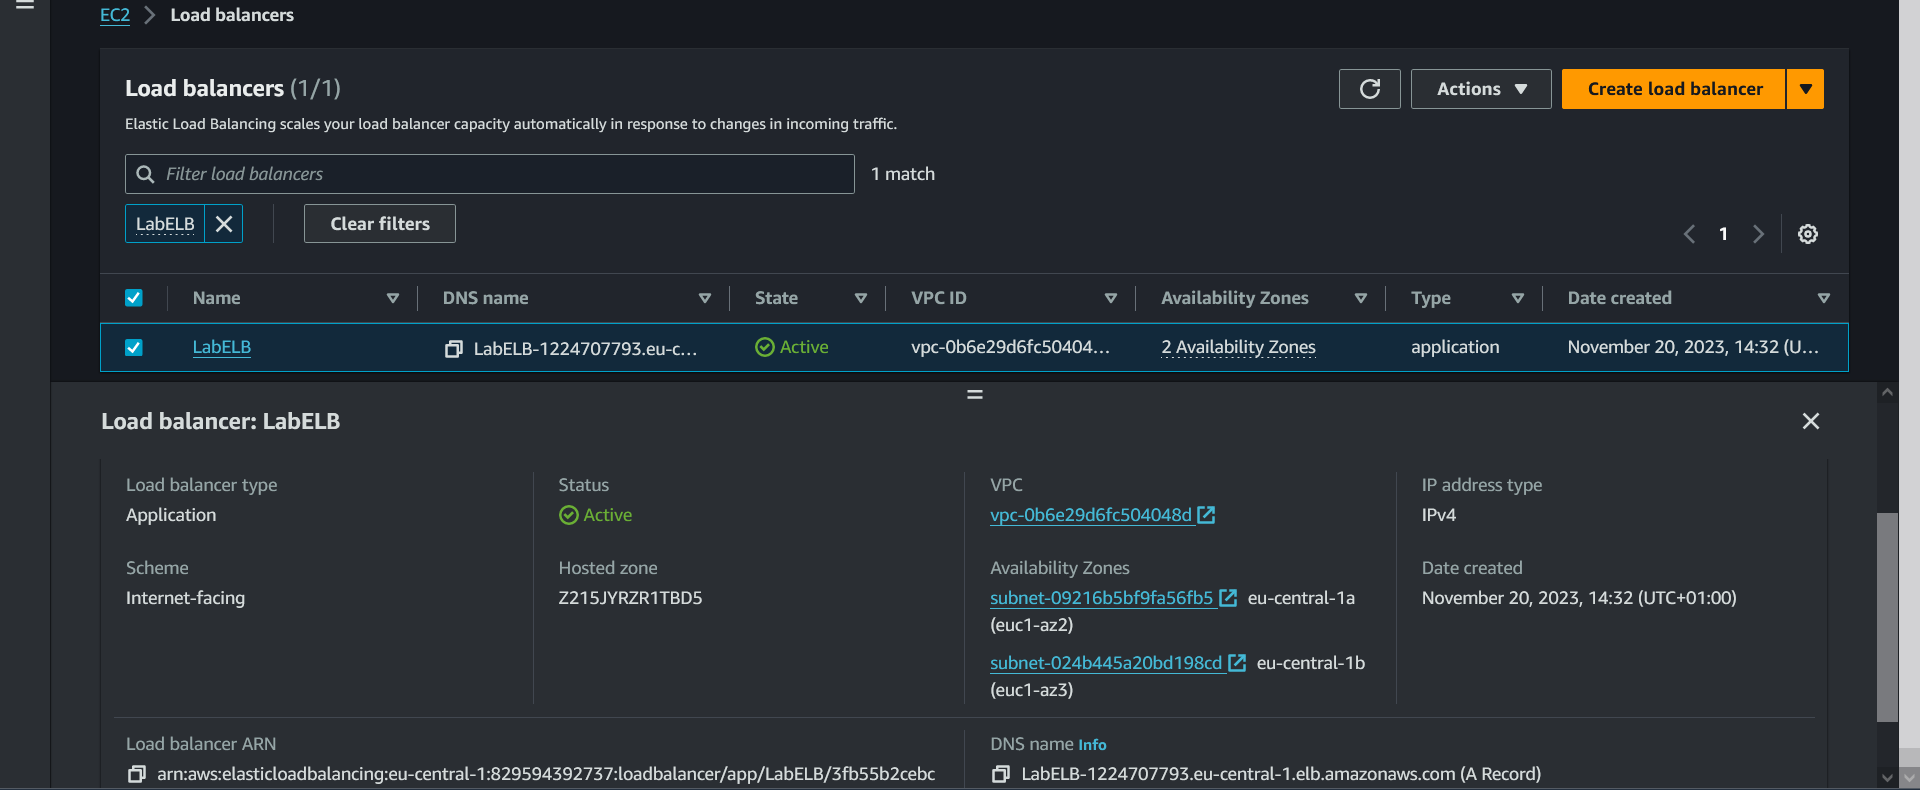 EC2 > Load balancers
Load balancers (1/1)
Actions
Create load balancer
Elastic Load Balancing scales your load balancer capacity automatically in response to changes in incoming traffic.
Filter load balancers
1 match
LabELB
Clear filters
1
Name DNS name State VPC ID Availability Zones Type Date created
LabELB LabELB-1224707793.eu-c... Active vpc-0b6e29d6fc50404... 2 Availability Zones application November 20, 2023, 14:32 (U...
Load balancer: LabELB
Load balancer type Status VPC IP address type
Application Active vpc-0b6e29d6fc504048d IPv4
Scheme Hosted zone Availability Zones Date created
Internet-facing Z215JYRZR1TBD5 subnet-09216b5bf9fa56fb5 eu-central-1a November 20, 2023, 14:32 (UTC+01:00)
(euc1-az2)
subnet-024b445a20bd198cd eu-central-1b
(euc1-az3)
Load balancer ARN DNS name Info
arn:aws:elasticloadbalancing:eu-central-1:829594392737:loadbalancer/app/LabELB/3fb55b2cebc LabELB-1224707793.eu-central-1.elb.amazonaws.com (A Record)